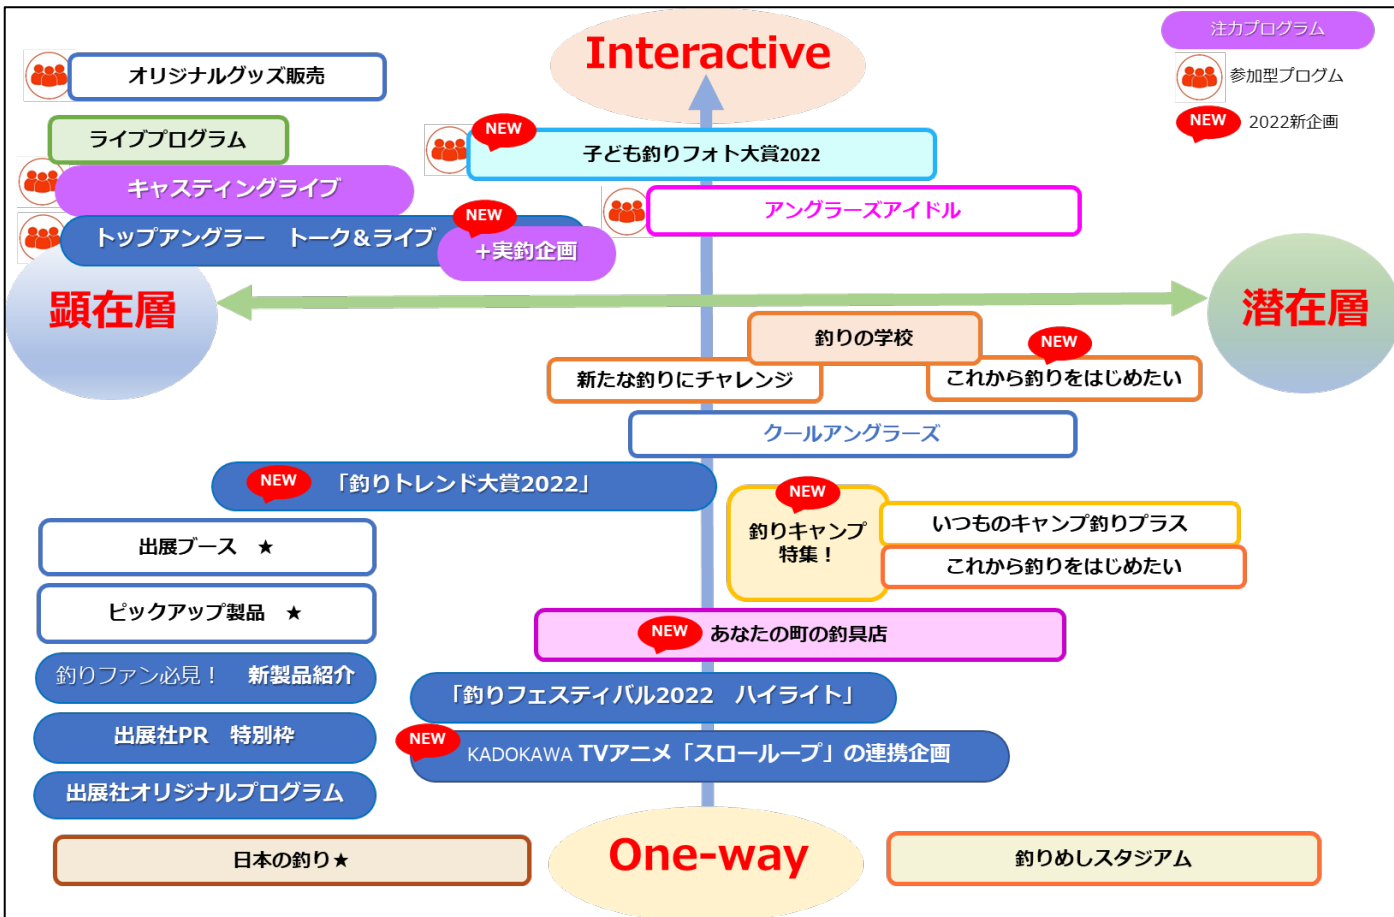 Interactive
注力プログラム
参加型プログム
NEW 2022新企画
オリジナルグッズ販売
ライブプログラム
キャスティングライブ
トップアングラー　トーク＆ライブ
NEW
+実釣企画
NEW
子ども釣りフォト大賞2022
アングラーズアイドル
顕在層
潜在層
釣りの学校
新たな釣りにチャレンジ
NEW
これから釣りをはじめたい
クールアングラーズ
NEW 「釣りトレンド大賞2022」
NEW
釣りキャンプ
特集！
いつものキャンプ釣りプラス
これから釣りをはじめたい
出展ブース　★
ピックアップ製品　★
釣りファン必見！　新製品紹介
出展社PR　特別枠
出展社オリジナルプログラム
NEW あなたの町の釣具店
「釣りフェスティバル2022　ハイライト」
NEW
KADOKAWA TVアニメ「スローループ」の連携企画
日本の釣り★
One-way
釣りめしスタジアム